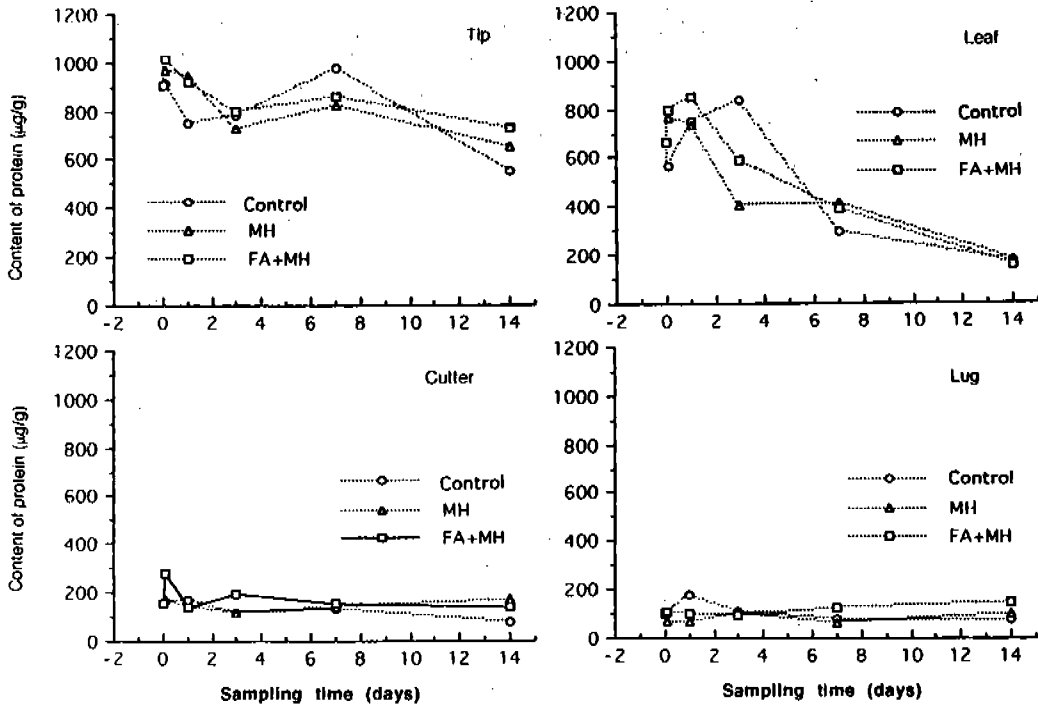 Tip
Content of protein (µg/g)
1200
1000
800
600
400
200
0
Control
MH
FA+MH
-2 0 2 4 6 8 10 12 14
Leaf
1200
1000
800
600
400
200
0
Control
MH
FA+MH
-2 0 2 4 6 8 10 12 14
Cutter
Content of protein (µg/g)
1200
1000
800
600
400
200
0
Control
MH
FA+MH
-2 0 2 4 6 8 10 12 14
Sampling time (days)
Lug
1200
1000
800
600
400
200
0
Control
MH
FA+MH
-2 0 2 4 6 8 10 12 14
Sampling time (days)